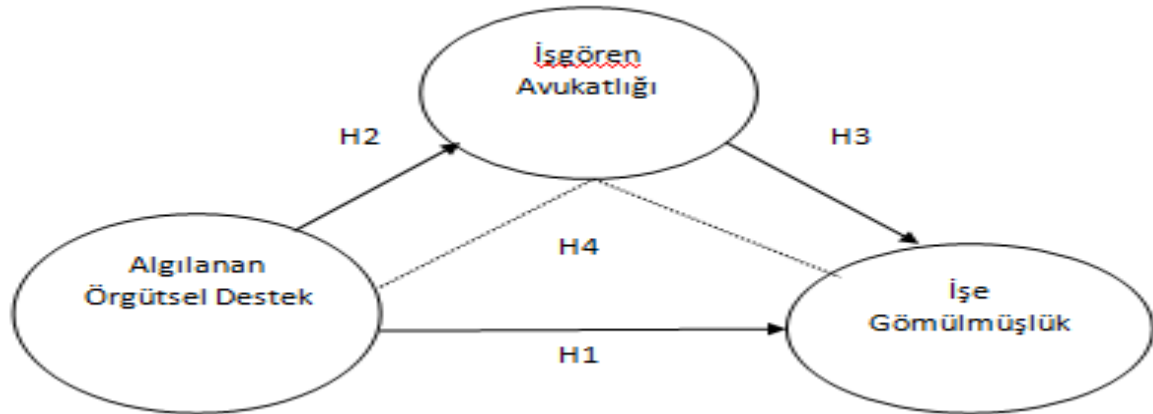 İşgören
Avukatlığı
H2
H3
H4
Algılanan
Örgütsel Destek
İşe
Gömülmüşlük
H1